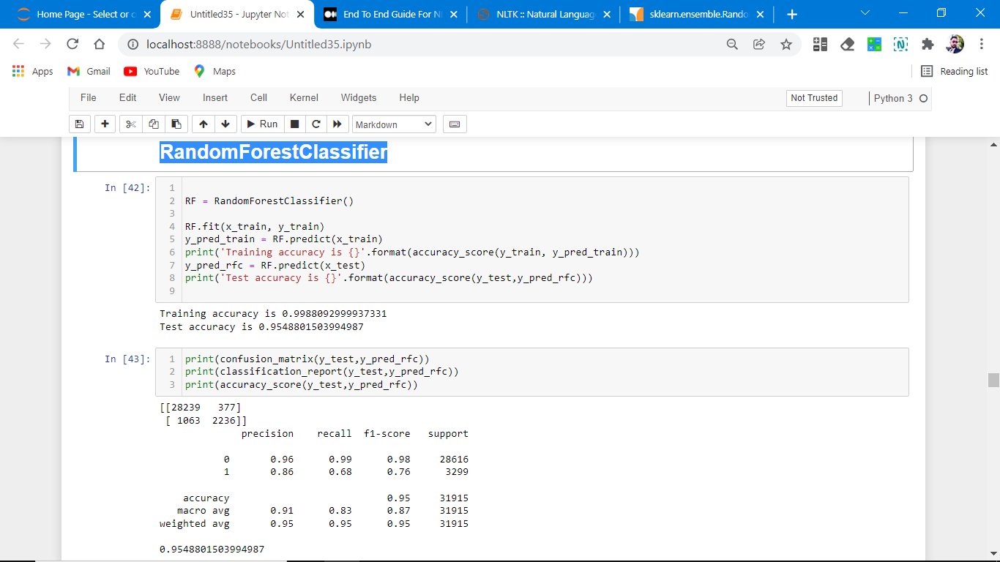 Home Page - Select or c
Untitled35 - Jupyter Not
End To End Guide For Nl
NLTK :: Natural Languag
sklearn.ensemble.Rando
localhost:8888/notebooks/Untitled35.ipynb
Apps Gmail YouTube Maps Reading list
File Edit View Insert Cell Kernel Widgets Help Not Trusted Python 3
Run Markdown
RandomForestClassifier
In [42]:
1
2 RF = RandomForestClassifier()
3
4 RF.fit(x_train, y_train)
5 y_pred_train = RF.predict(x_train)
6 print('Training accuracy is {}'.format(accuracy_score(y_train, y_pred_train)))
7 y_pred_rfc = RF.predict(x_test)
8 print('Test accuracy is {}'.format(accuracy_score(y_test,y_pred_rfc)))
9
Training accuracy is 0.9988092999937331
Test accuracy is 0.9548801503994987
In [43]:
1 print(confusion_matrix(y_test,y_pred_rfc))
2 print(classification_report(y_test,y_pred_rfc))
3 print(accuracy_score(y_test,y_pred_rfc))
[[28239   377]
[ 1063  2236]]
precision recall f1-score support
0 0.96 0.99 0.98 28616
1 0.86 0.68 0.76 3299
accuracy 0.95 31915
macro avg 0.91 0.83 0.87 31915
weighted avg 0.95 0.95 0.95 31915
0.9548801503994987